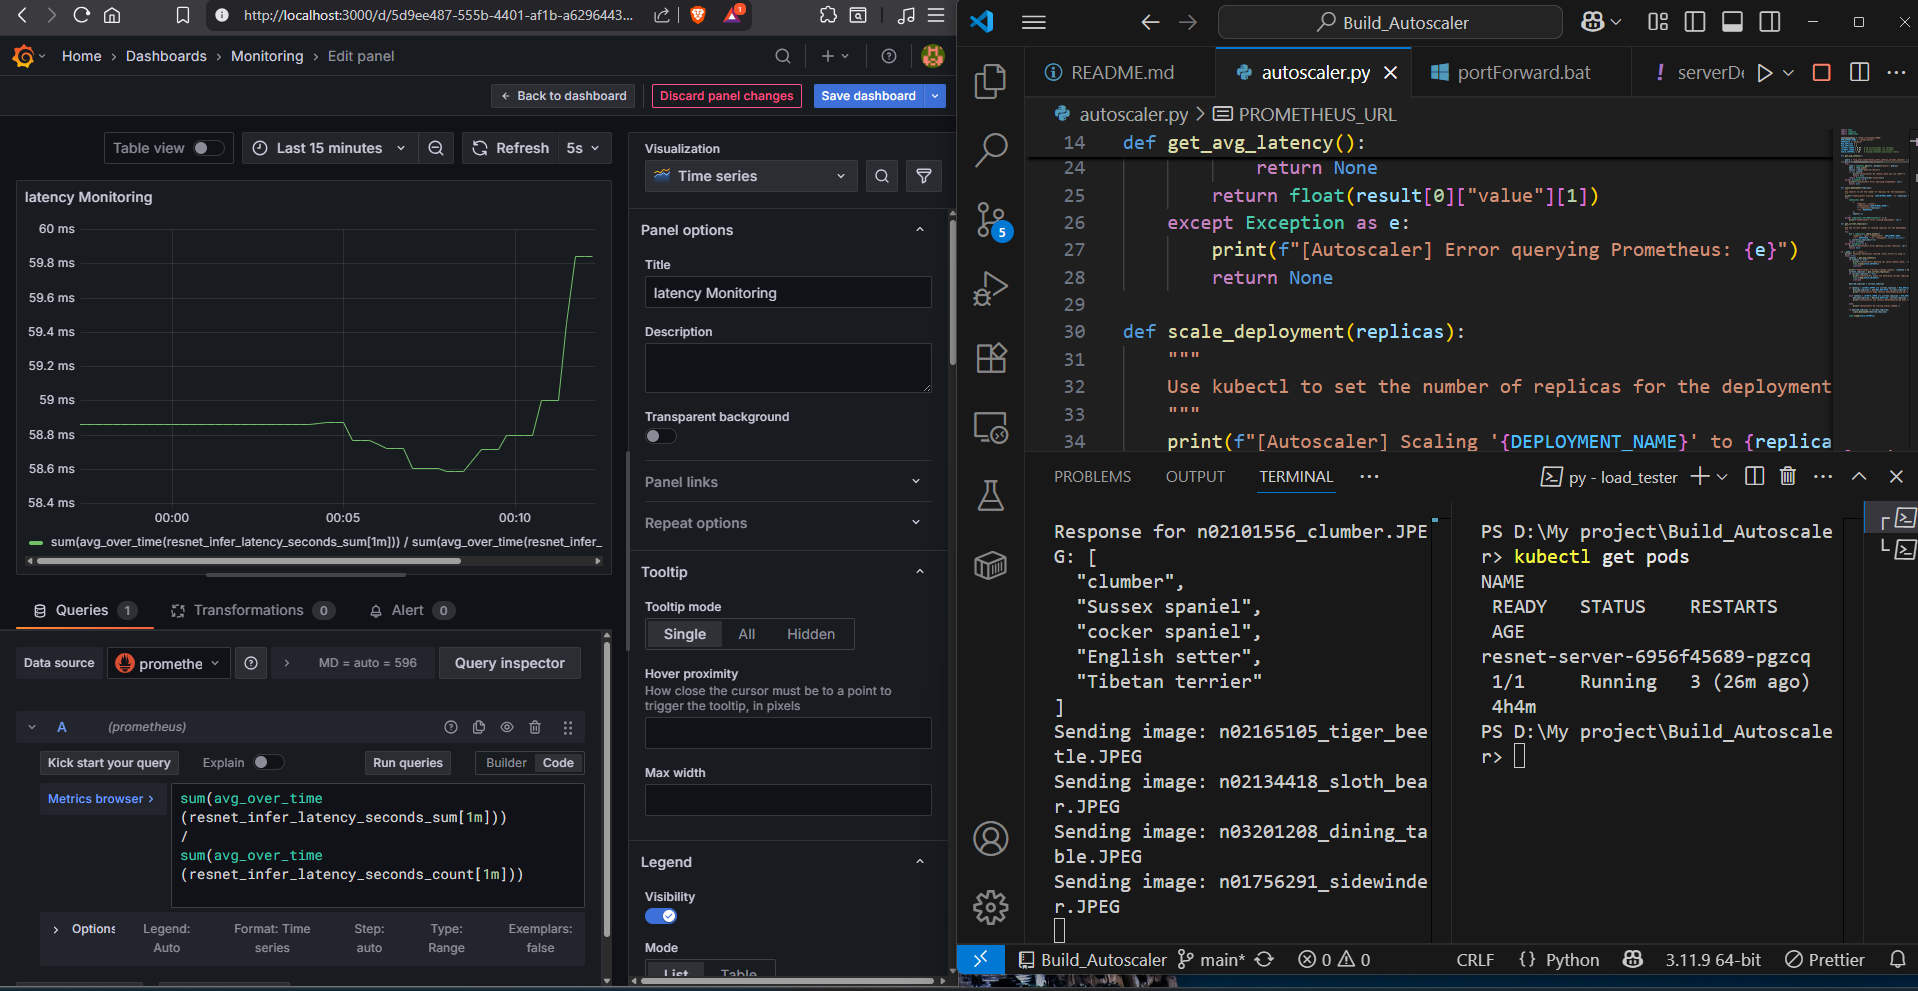 http://localhost:3000/d/5d9ee487-555b-4401-af1b-a6296443...
1
Home › Dashboards › Monitoring › Edit panel
← Back to dashboard
Discard panel changes
Save dashboard
Table view
Last 15 minutes
Refresh
5s
latency Monitoring
60 ms
59.8 ms
59.6 ms
59.4 ms
59.2 ms
59 ms
58.8 ms
58.6 ms
58.4 ms
00:00
00:05
00:10
sum(avg_over_time(resnet_infer_latency_seconds_sum[1m])) / sum(avg_over_time(resnet_infer_
Queries 1
Transformations 0
Alert 0
Data source
promethe
MD = auto = 596
Query inspector
A
(prometheus)
Kick start your query
Explain
Run queries
Builder
Code
Metrics browser ›
sum(avg_over_time
(resnet_infer_latency_seconds_sum[1m]))
/
sum(avg_over_time
(resnet_infer_latency_seconds_count[1m]))
Options
Legend: Auto
Format: Time series
Step: auto
Type: Range
Exemplars: false
Visualization
Time series
Panel options
Title
latency Monitoring
Description
Transparent background
Panel links
Repeat options
Tooltip
Tooltip mode
Single
All
Hidden
Hover proximity
How close the cursor must be to a point to
trigger the tooltip, in pixels
Max width
Legend
Visibility
Mode
List
Table
Build_Autoscaler
README.md
autoscaler.py
portForward.bat
! serverDe
autoscaler.py > PROMETHEUS_URL
14 def get_avg_latency():
24 return None
25 return float(result[0]["value"][1])
26 except Exception as e:
27 print(f"[Autoscaler] Error querying Prometheus: {e}")
28 return None
29
30 def scale_deployment(replicas):
31 """
32 Use kubectl to set the number of replicas for the deployment
33 """
34 print(f"[Autoscaler] Scaling '{DEPLOYMENT_NAME}' to {replica
5
PROBLEMS
OUTPUT
TERMINAL
py - load_tester
Response for n02101556_clumber.JPE
G: [
"clumber",
"Sussex spaniel",
"cocker spaniel",
"English setter",
"Tibetan terrier"
]
Sending image: n02165105_tiger_bee
tle.JPEG
Sending image: n02134418_sloth_bea
r.JPEG
Sending image: n03201208_dining_ta
ble.JPEG
Sending image: n01756291_sidewinde
r.JPEG
PS D:\My project\Build_Autoscale
r> kubectl get pods
NAME
READY STATUS RESTARTS
AGE
resnet-server-6956f45689-pgzcq
1/1 Running 3 (26m ago)
4h4m
PS D:\My project\Build_Autoscale
r>
Build_Autoscaler
main*
0
0
CRLF
{} Python
3.11.9 64-bit
Prettier